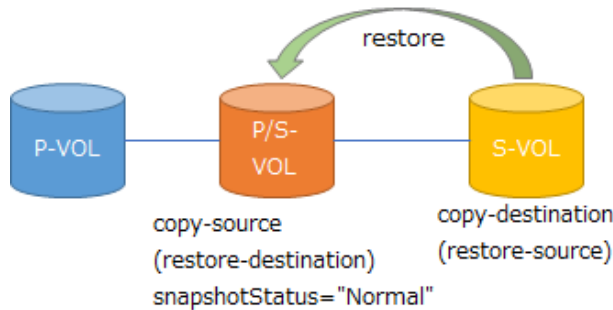 restore
P-VOL
P/S-
VOL
S-VOL
copy-source
(restore-destination)
snapshotStatus="Normal"
copy-destination
(restore-source)